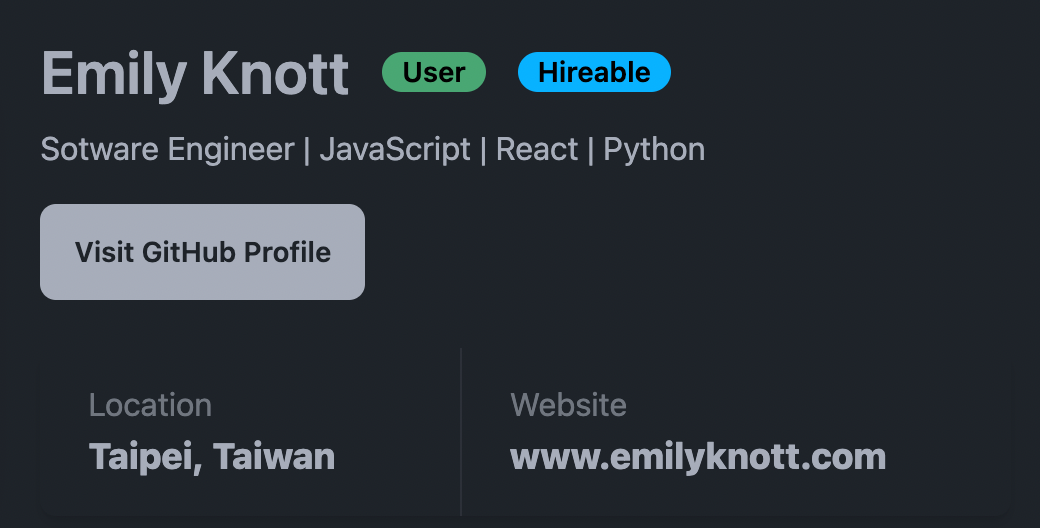 Emily Knott User Hireable
Sotware Engineer | JavaScript | React | Python
Visit GitHub Profile
Location
Taipei, Taiwan
Website
www.emilyknott.com